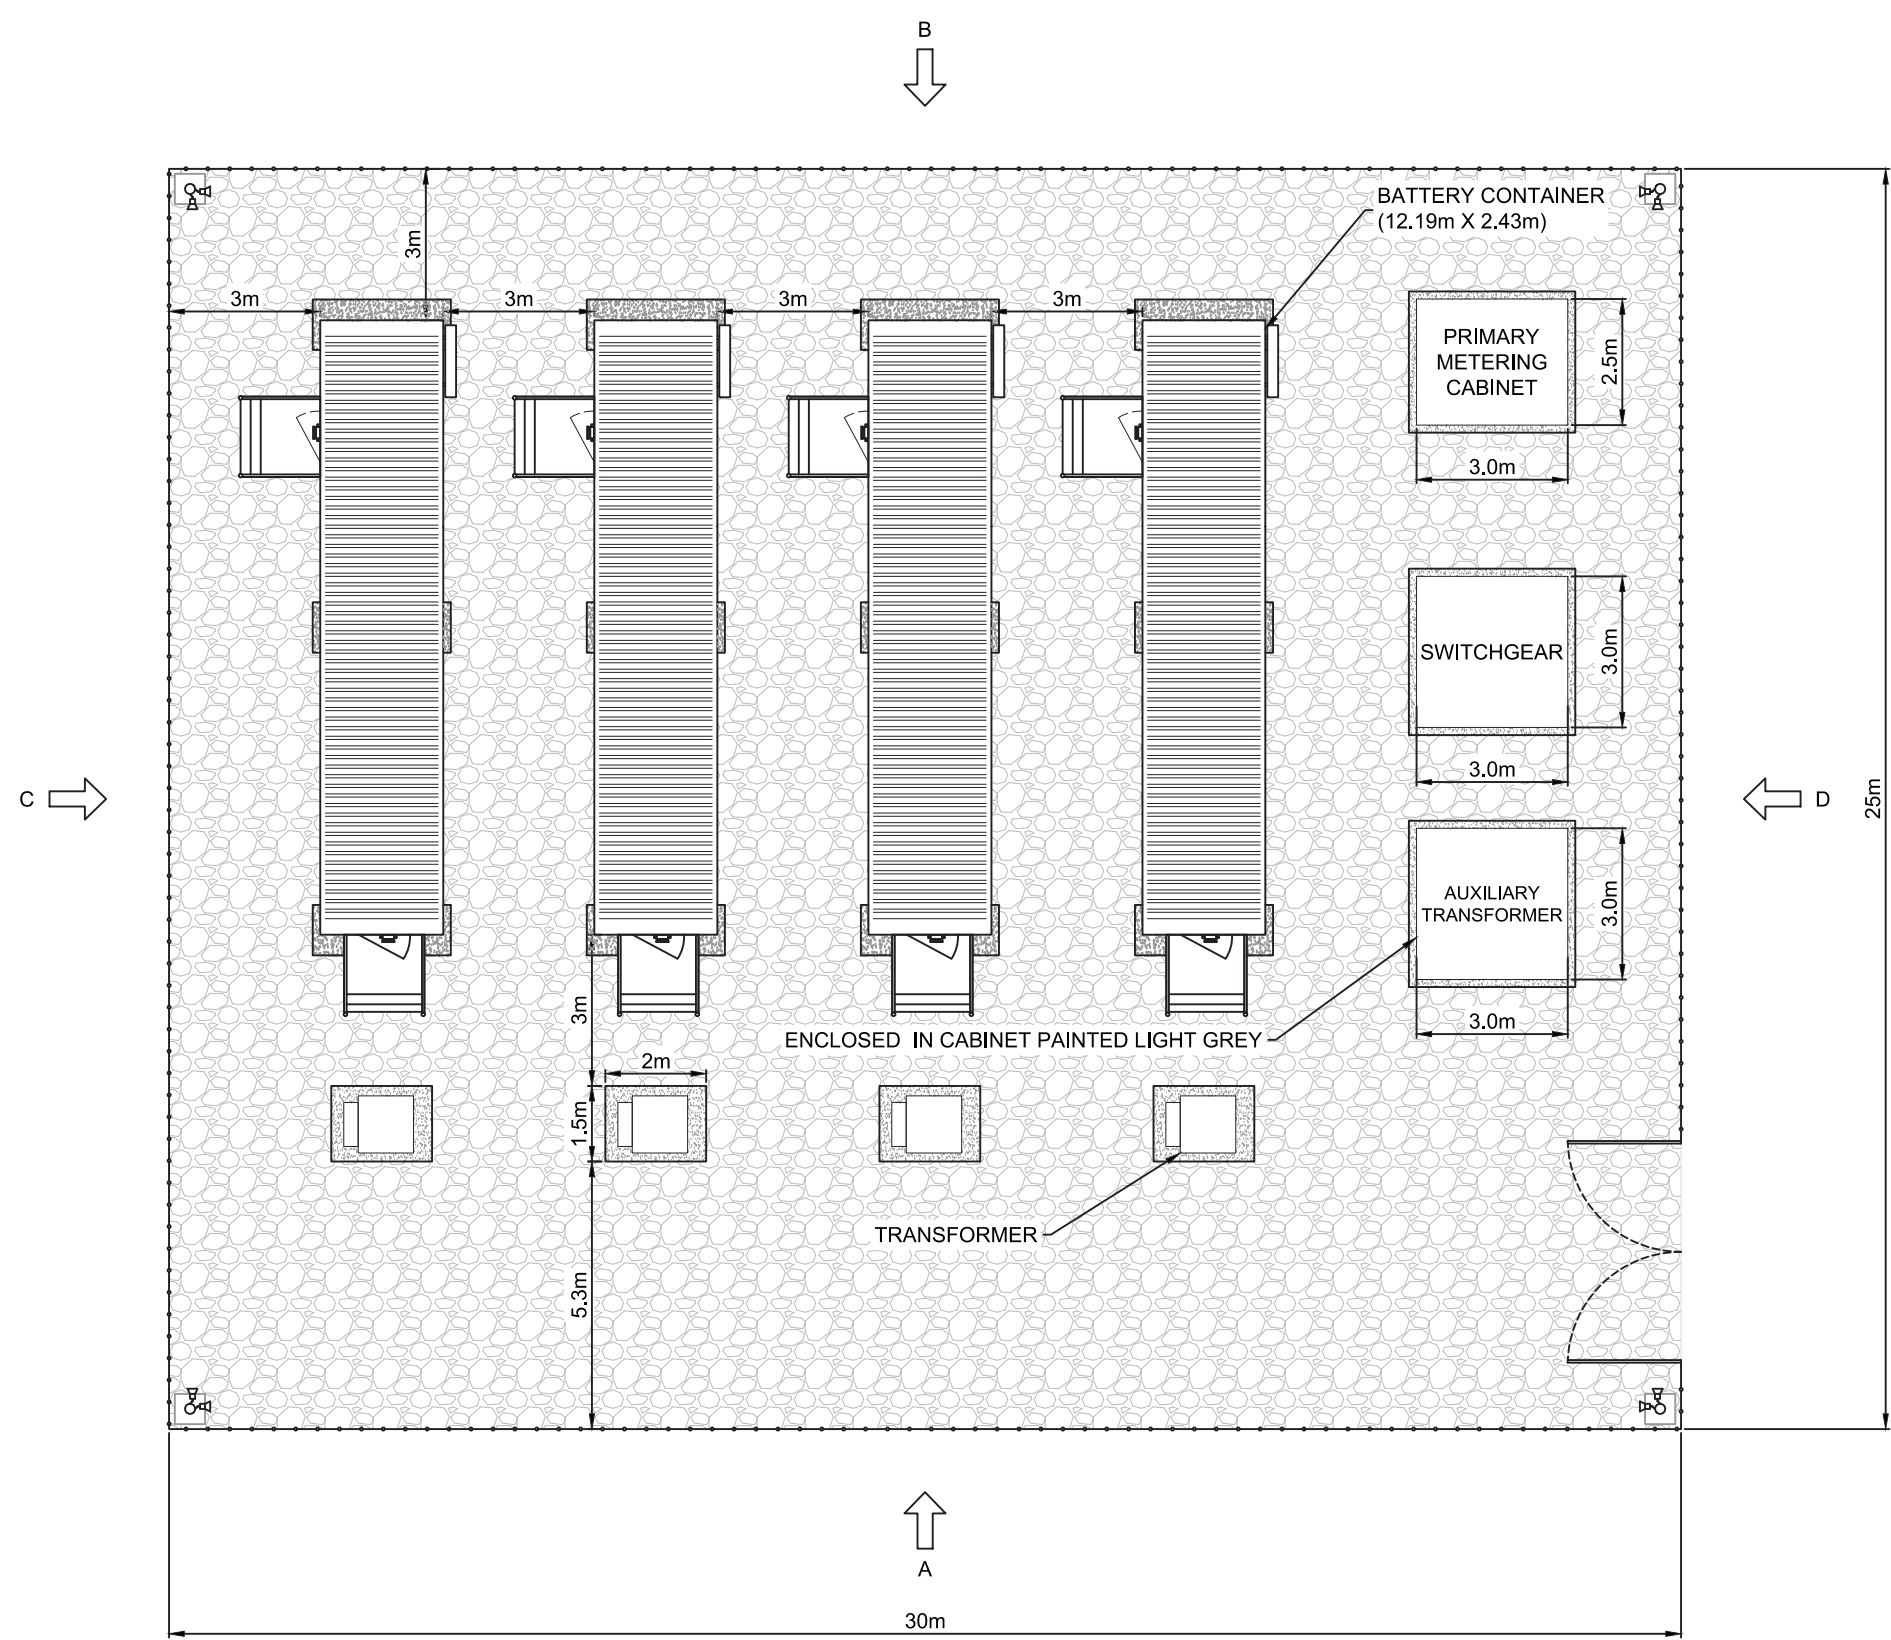 B
BATTERY CONTAINER
(12.19m X 2.43m)
3m
3m
3m
3m
3m
PRIMARY
METERING
CABINET
2.5m
3.0m
SWITCHGEAR
3.0m
3.0m
C
D
25m
AUXILIARY
TRANSFORMER
3.0m
3.0m
3m
ENCLOSED IN CABINET PAINTED LIGHT GREY
2m
1.5m
TRANSFORMER
5.3m
A
30m